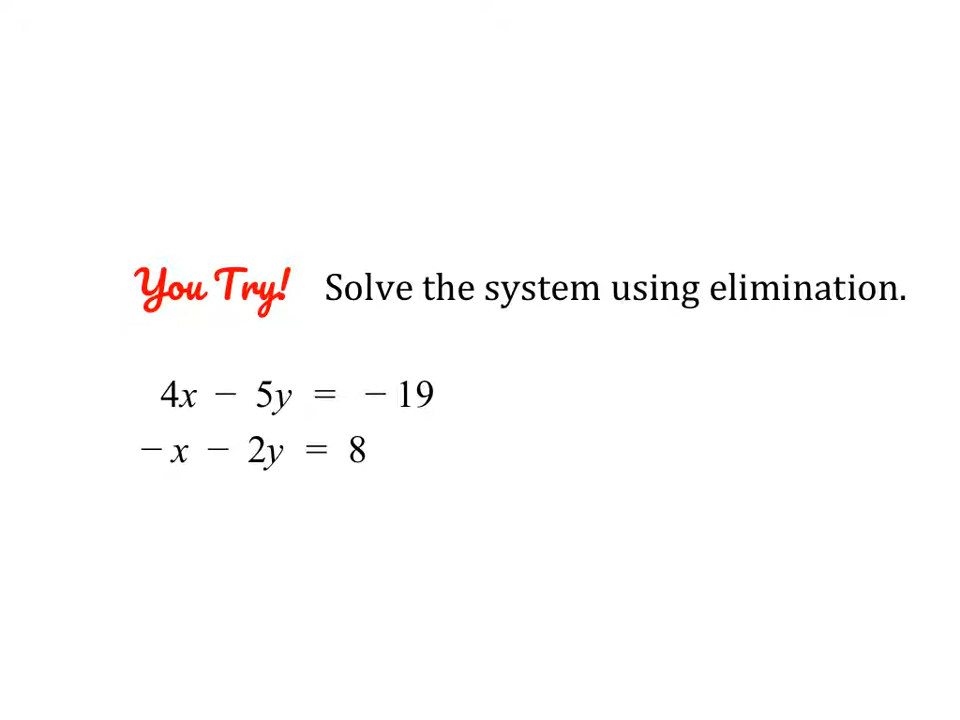 You Try! Solve the system using elimination.
4x − 5y = − 19
− x − 2y = 8